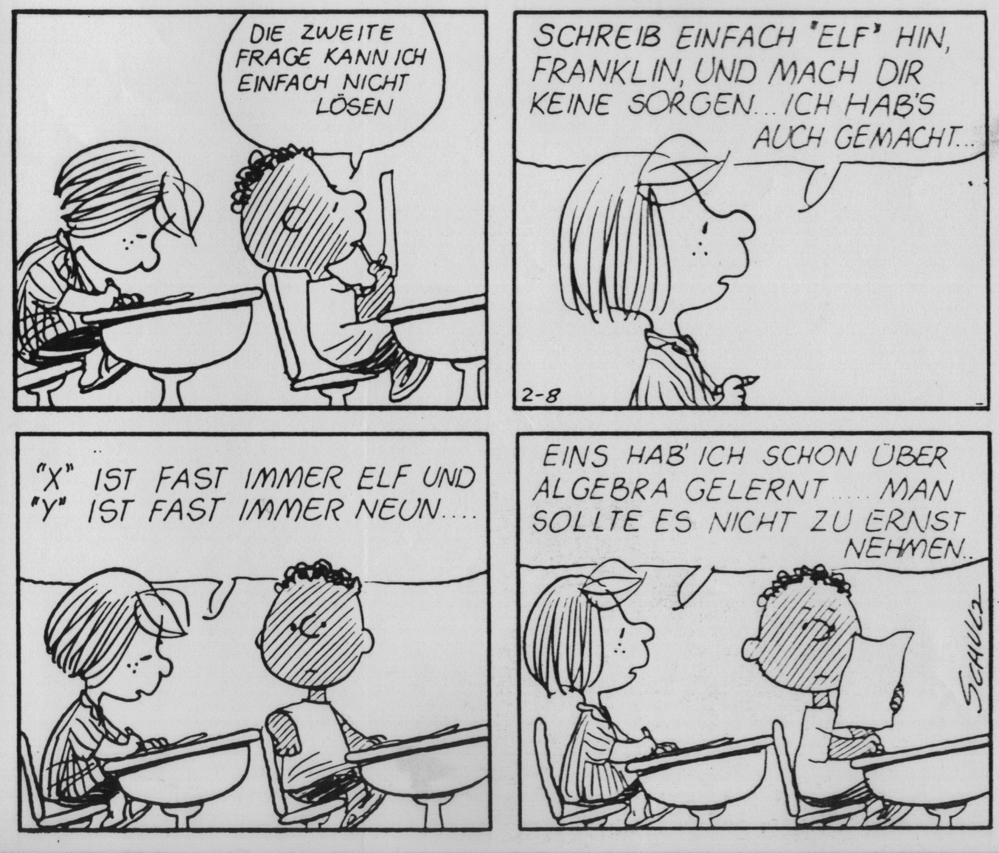 DIE ZWEITE
FRAGE KANN ICH
EINFACH NICHT
LÖSEN
SCHREIB EINFACH "ELF" HIN,
FRANKLIN, UND MACH DIR
KEINE SORGEN... ICH HAB'S
AUCH GEMACHT...
2-8
"X" IST FAST IMMER ELF UND
"Y" IST FAST IMMER NEUN....
EINS HAB' ICH SCHON ÜBER
ALGEBRA GELERNT..... MAN
SOLLTE ES NICHT ZU ERNST
NEHMEN..
SCHULZ